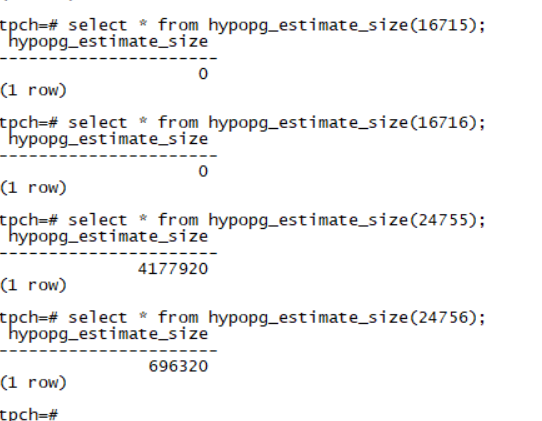 tpch=# select * from hypopg_estimate_size(16715);
hypopg_estimate_size
----------------------
0
(1 row)
tpch=# select * from hypopg_estimate_size(16716);
hypopg_estimate_size
----------------------
0
(1 row)
tpch=# select * from hypopg_estimate_size(24755);
hypopg_estimate_size
----------------------
4177920
(1 row)
tpch=# select * from hypopg_estimate_size(24756);
hypopg_estimate_size
----------------------
696320
(1 row)
tpch=#